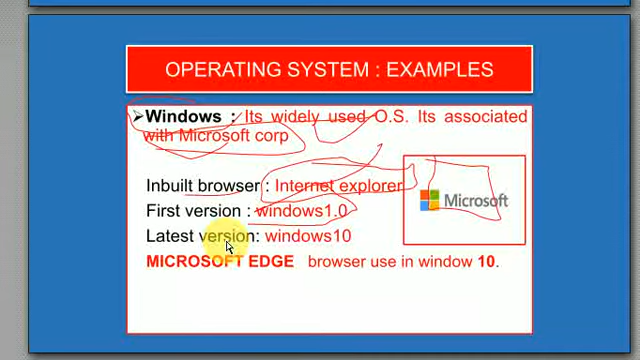 OPERATING SYSTEM : EXAMPLES
➢Windows : Its widely used O.S. Its associated
with Microsoft corp
Inbuilt browser : Internet explorer
First version : windows1.0
Latest version: windows10
MICROSOFT EDGE browser use in window 10.
Microsoft